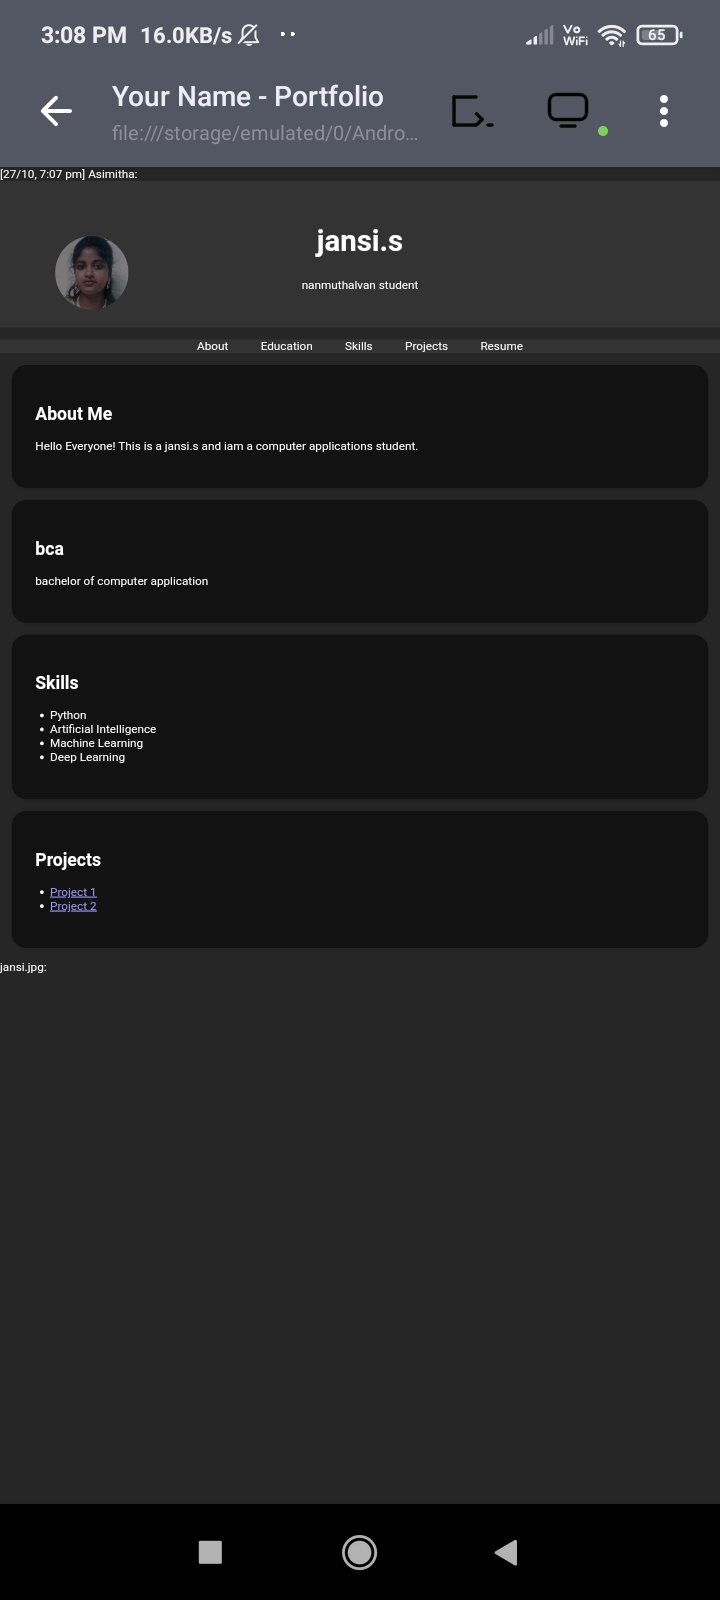 3:08 PM 16.0KB/s Vo WiFi 65
Your Name - Portfolio
file:///storage/emulated/0/Andro...
[27/10, 7:07 pm] Asimitha:
jansi.s
nanmuthalvan student
About Education Skills Projects Resume
About Me
Hello Everyone! This is a jansi.s and iam a computer applications student.
bca
bachelor of computer application
Skills
• Python
• Artificial Intelligence
• Machine Learning
• Deep Learning
Projects
• Project 1
• Project 2
jansi.jpg: